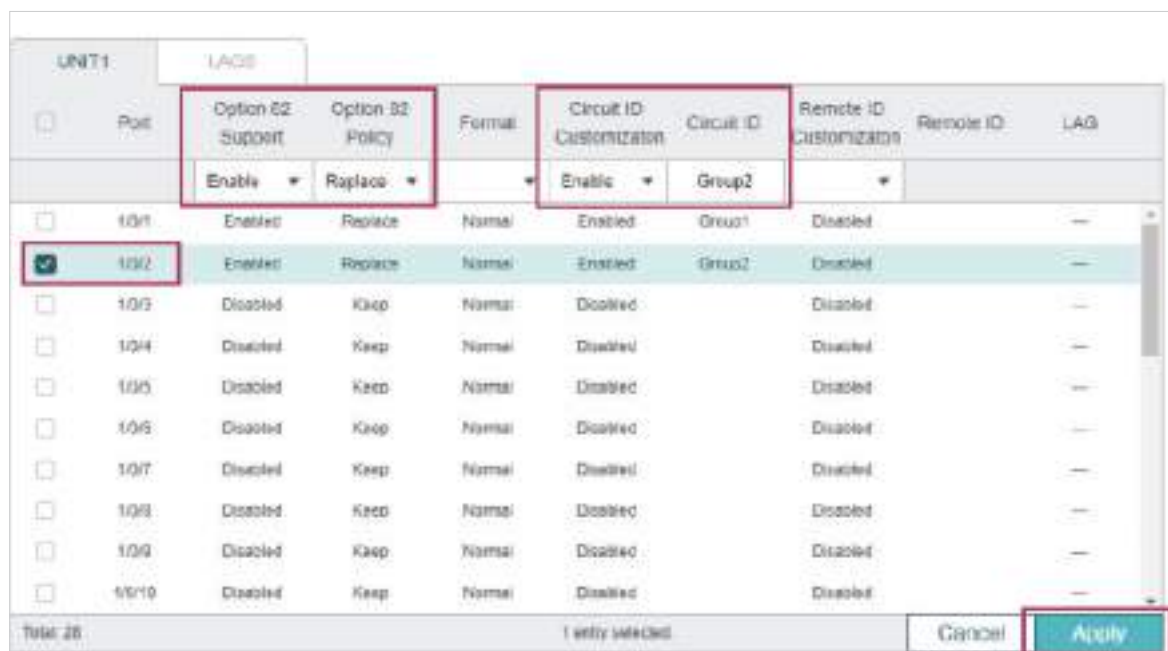 UNIT1 LAGS
Port Option 82 Support Option 82 Policy Format Circuit ID Customizaton Circuit ID Remote ID Customizaton Remote ID LAG
Enable Replace Enable Group2
1/0/1 Enabled Replace Normal Enabled Group1 Disabled ---
1/0/2 Enabled Replace Normal Enabled Group2 Disabled ---
1/0/3 Disabled Keep Normal Disabled Disabled ---
1/0/4 Disabled Keep Normal Disabled Disabled ---
1/0/5 Disabled Keep Normal Disabled Disabled ---
1/0/6 Disabled Keep Normal Disabled Disabled ---
1/0/7 Disabled Keep Normal Disabled Disabled ---
1/0/8 Disabled Keep Normal Disabled Disabled ---
1/0/9 Disabled Keep Normal Disabled Disabled ---
1/0/10 Disabled Keep Normal Disabled Disabled ---
Total: 28 1 entry selected. Cancel Apply